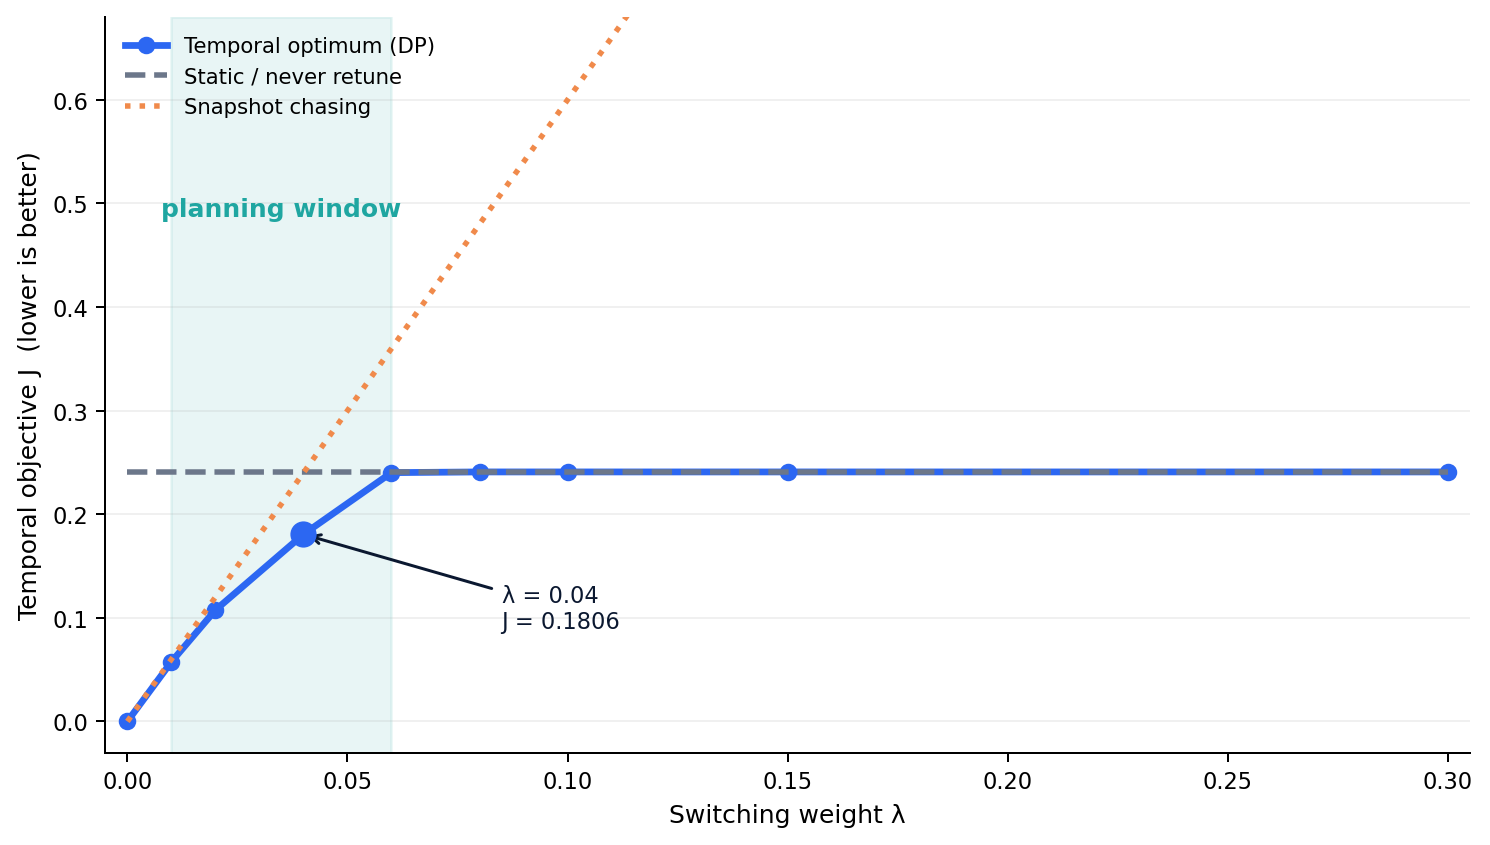 Temporal optimum (DP)
Static / never retune
Snapshot chasing
planning window
λ = 0.04
J = 0.1806
Temporal objective J  (lower is better)
0.6
0.5
0.4
0.3
0.2
0.1
0.0
0.00 0.05 0.10 0.15 0.20 0.25 0.30
Switching weight λ